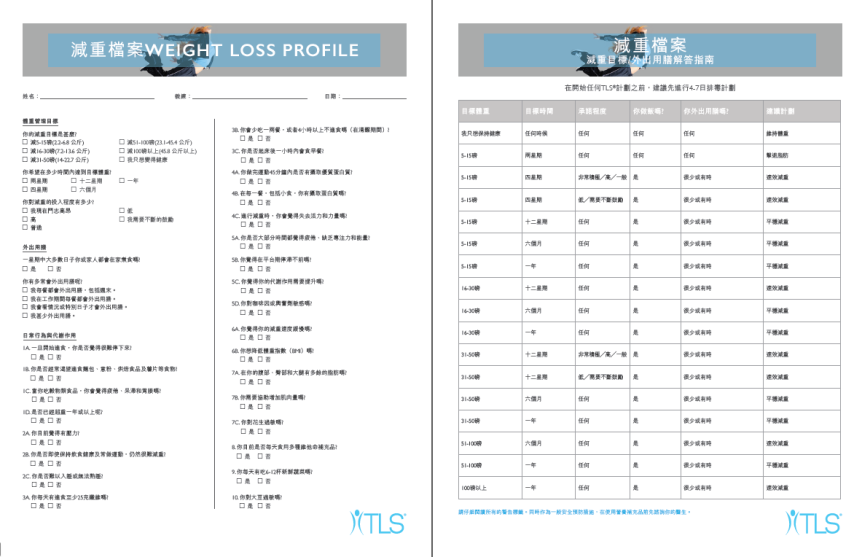 減重檔案WEIGHT LOSS PROFILE
姓名： 教練： 日期：
體重管理目標
你的減重目標是甚麼?
☐ 減5-15磅(2.2-6.8 公斤) ☐ 減51-100磅(23.1-45.4 公斤)
☐ 減16-30磅(7.2-13.6 公斤) ☐ 減100磅以上(45.8 公斤以上)
☐ 減31-50磅(14-22.7 公斤) ☐ 我只想變得健康
你希望在多少時間內達到目標體重?
☐ 兩星期 ☐ 十二星期 ☐ 一年
☐ 四星期 ☐ 六個月
你對減重的投入程度有多少?
☐ 我現在鬥志高昂 ☐ 低
☐ 高 ☐ 我需要不斷的鼓勵
☐ 普通
外出用膳
一星期中大多數日子你或家人都會在家煮食嗎?
☐ 是 ☐ 否
你有多常會外出用膳呢?
☐ 我每餐都會外出用膳，包括週末。
☐ 我在工作期間每餐都會外出用膳。
☐ 我會看情況或特別日子才會外出用膳。
☐ 我甚少外出用膳。
日常行為與代謝作用
1A.一旦開始進食，你是否覺得很難停下來?
☐ 是 ☐ 否
1B.你是否經常渴望進食麵包、意粉、烘焙食品及薯片等食物?
☐ 是 ☐ 否
1C.當你吃穀物類食品，你會覺得疲倦、呆滯和胃脹嗎?
☐ 是 ☐ 否
1D.是否已經超重一年或以上呢?
☐ 是 ☐ 否
2A.你目前覺得有壓力?
☐ 是 ☐ 否
2B.你是否即使保持飲食健康及常做運動，仍然很難減重?
☐ 是 ☐ 否
2C.你是否難以入睡或無法熟睡?
☐ 是 ☐ 否
3A.你每天有進食至少25克纖維嗎?
☐ 是 ☐ 否
3B.你會少吃一兩餐，或者4小時以上不進食嗎（在清醒期間）?
☐ 是 ☐ 否
3C.你是否起床後一小時內會食早餐?
☐ 是 ☐ 否
4A.你做完運動45分鐘內是否有攝取優質蛋白質?
☐ 是 ☐ 否
4B.在每一餐，包括小食，你有攝取蛋白質嗎?
☐ 是 ☐ 否
4C.進行減重時，你會覺得失去活力和力量嗎?
☐ 是 ☐ 否
5A.你是否大部分時間都覺得疲倦、缺乏專注力和能量?
☐ 是 ☐ 否
5B.你覺得在平台期停滯不前嗎?
☐ 是 ☐ 否
5C.你覺得你的代謝作用需要提升嗎?
☐ 是 ☐ 否
5D.你對咖啡因或興奮劑敏感嗎?
☐ 是 ☐ 否
6A.你覺得你的減重速度緩慢嗎?
☐ 是 ☐ 否
6B.你想降低體重指數（BMI）嗎?
☐ 是 ☐ 否
7A.在你的腰部、臀部和大腿有多餘的脂肪嗎?
☐ 是 ☐ 否
7B.你需要協助增加肌肉量嗎?
☐ 是 ☐ 否
7C.你對花生過敏嗎?
☐ 是 ☐ 否
8.你目前是否每天食用多種維他命補充品?
☐ 是 ☐ 否
9.你每天有吃6-12杯新鮮蔬菜嗎?
☐ 是 ☐ 否
10.你對大豆過敏嗎?
☐ 是 ☐ 否
TLS
減重檔案
減重目標/外出用膳解答指南
在開始任何TLS®計劃之前，建議先進行4-7日排毒計劃
目標體重 目標時間 承諾程度 你做飯嗎? 你外出用膳嗎? 建議計劃
我只想保持健康 任何時候 任何 任何 任何 維持體重
5-15磅 兩星期 任何 任何 任何 擊退脂肪
5-15磅 四星期 非常積極／高／一般 是 很少或有時 速效減重
5-15磅 四星期 低／需要不斷鼓勵 是 很少或有時 速效減重
5-15磅 十二星期 任何 是 很少或有時 平穩減重
5-15磅 六個月 任何 是 很少或有時 平穩減重
5-15磅 一年 任何 是 很少或有時 平穩減重
16-30磅 十二星期 任何 是 很少或有時 速效減重
16-30磅 六個月 任何 是 很少或有時 平穩減重
16-30磅 一年 任何 是 很少或有時 平穩減重
31-50磅 十二星期 非常積極／高／一般 是 很少或有時 速效減重
31-50磅 十二星期 低／需要不斷鼓勵 是 很少或有時 速效減重
31-50磅 六個月 任何 是 很少或有時 平穩減重
31-50磅 一年 任何 是 很少或有時 平穩減重
51-100磅 六個月 任何 是 很少或有時 速效減重
51-100磅 一年 任何 是 很少或有時 平穩減重
100磅以上 一年 任何 是 很少或有時 速效減重
請仔細閱讀所有的警告標籤。同時作為一般安全預防措施，在使用營養補充品前先諮詢你的醫生。
TLS